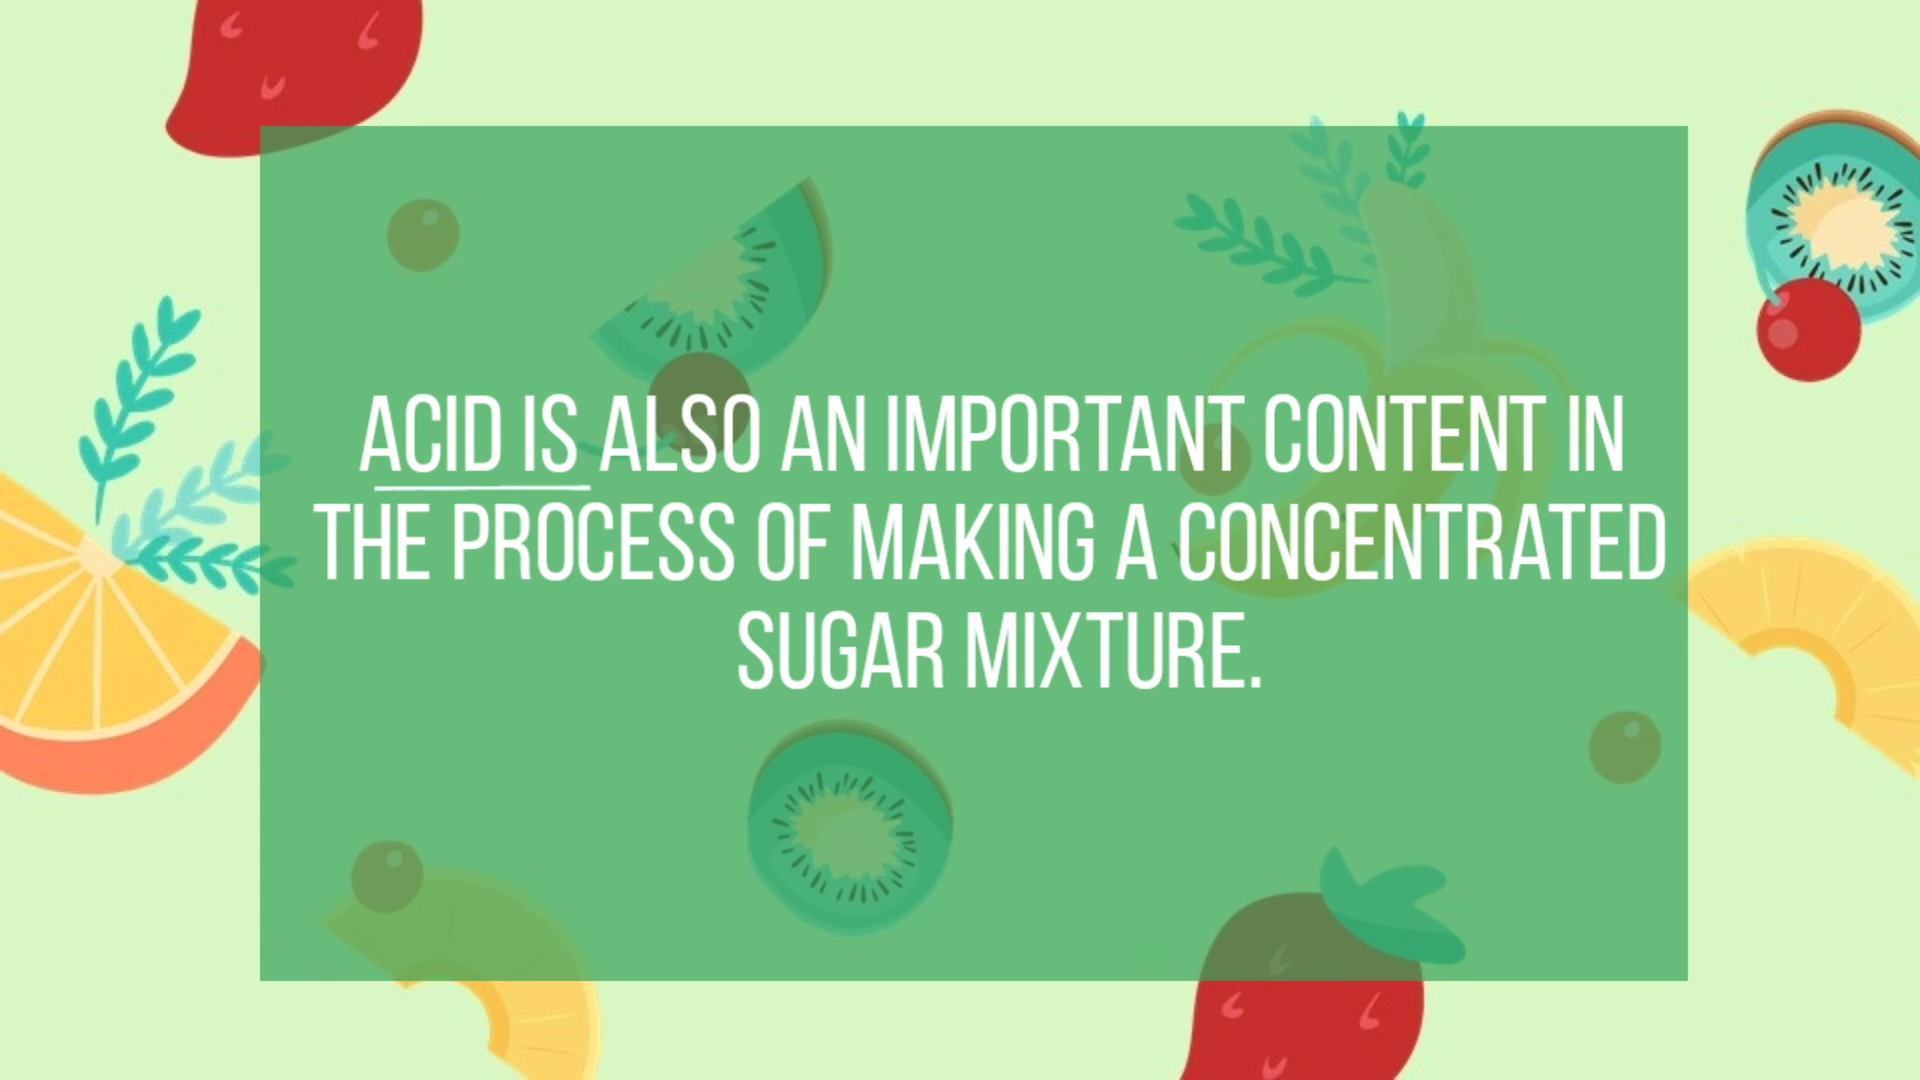 ACID IS ALSO AN IMPORTANT CONTENT IN
THE PROCESS OF MAKING A CONCENTRATED
SUGAR MIXTURE.